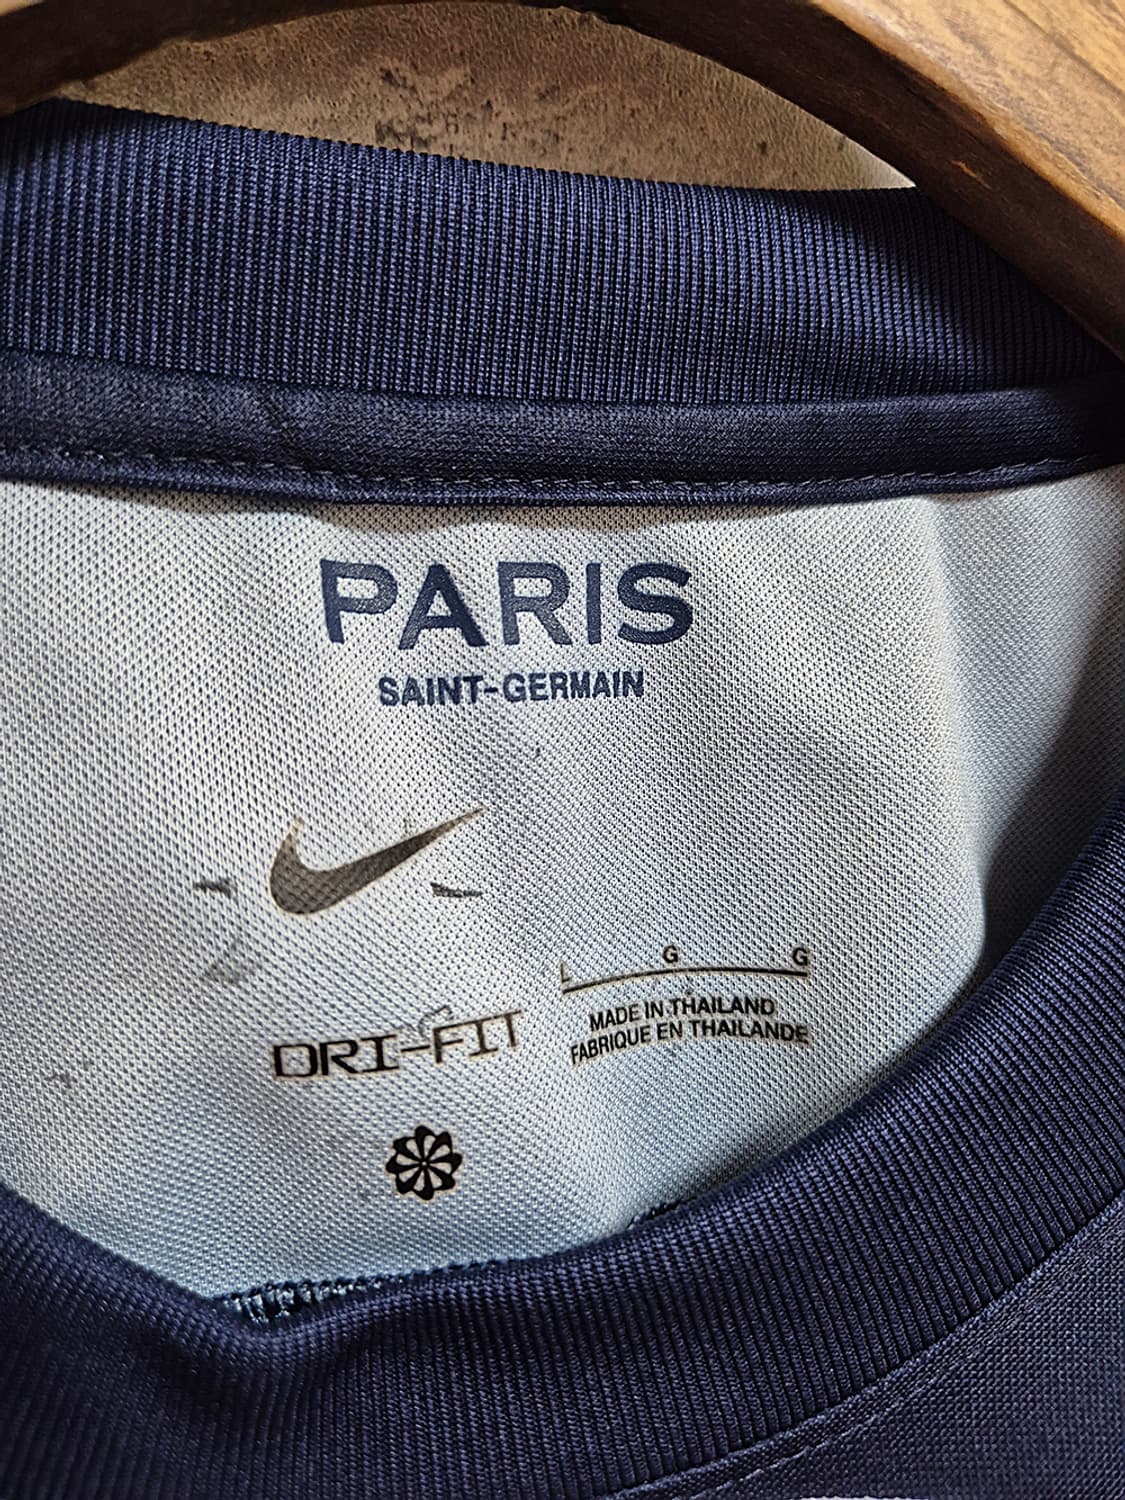 PARIS
SAINT-GERMAIN
L G G
MADE IN THAILAND
FABRIQUE EN THAILANDE
DRI-FIT